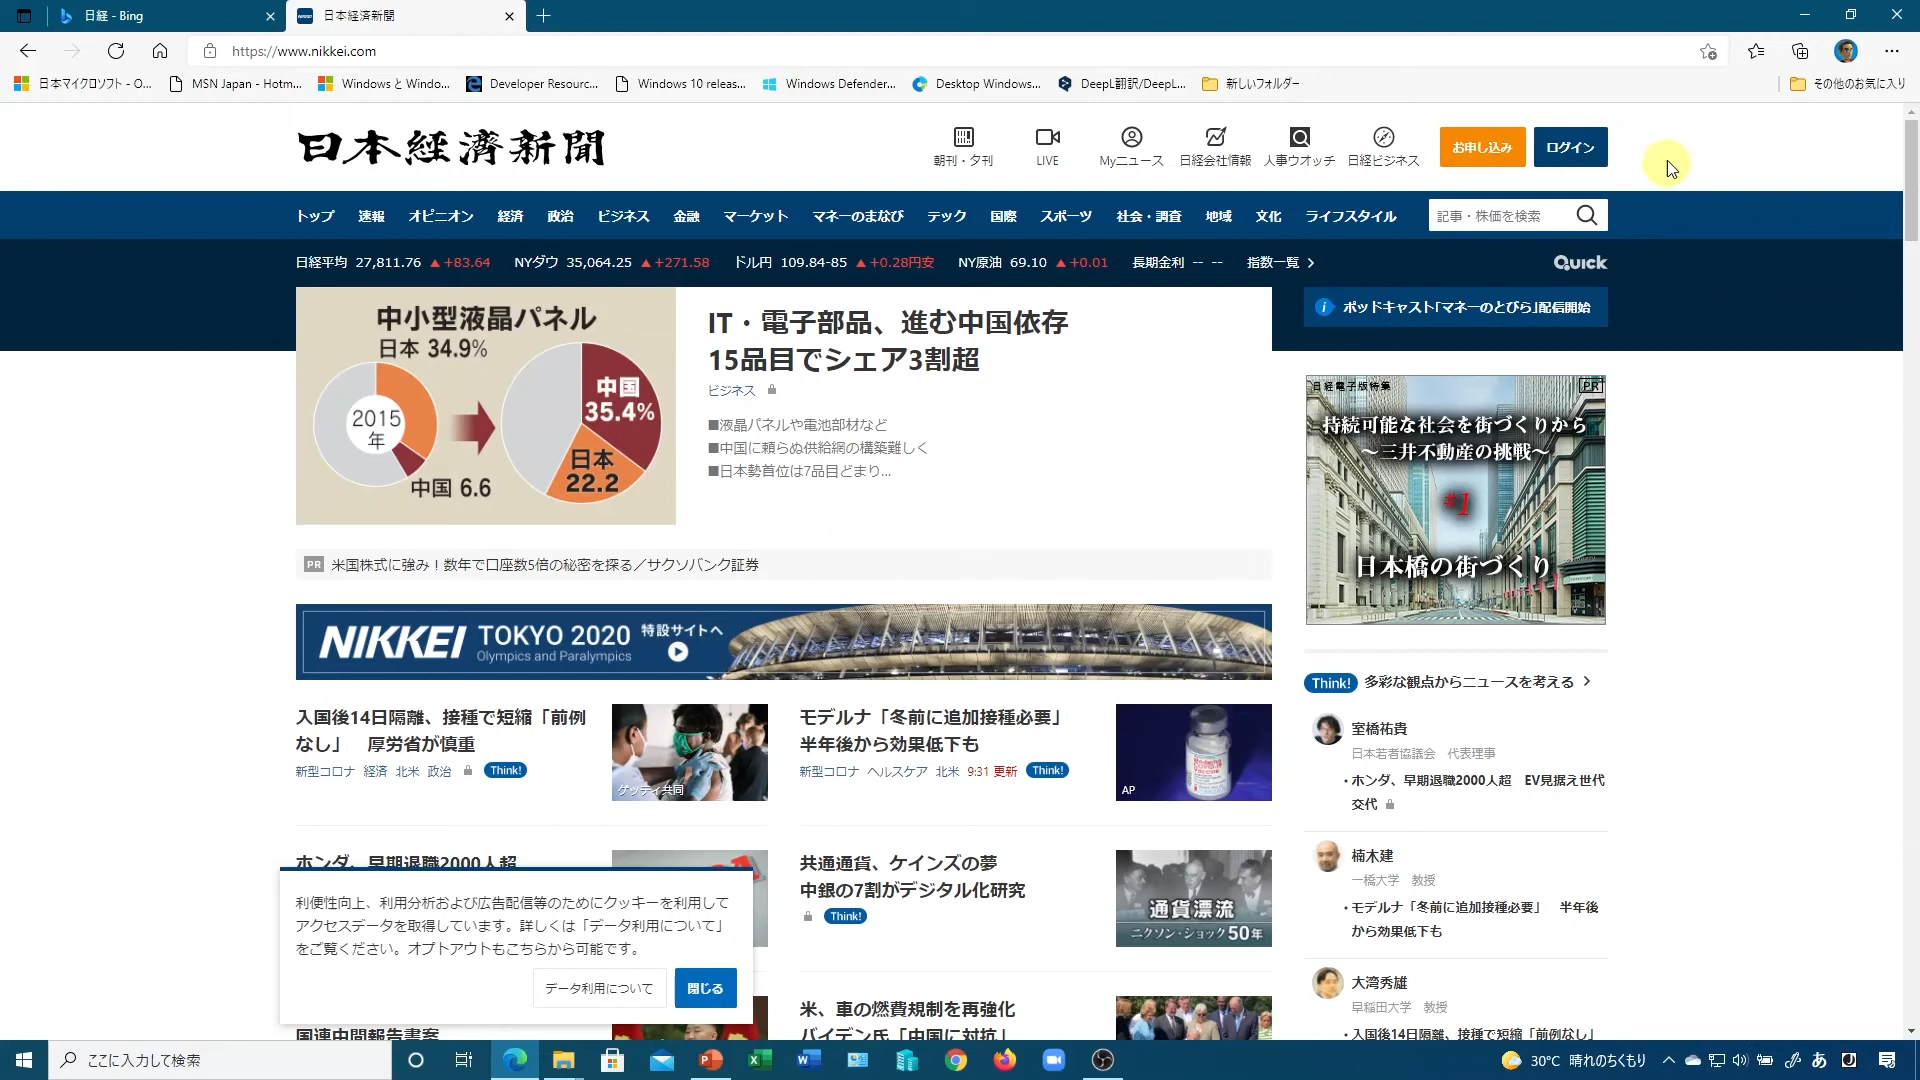 日経 - Bing
日本経済新聞
https://www.nikkei.com
日本マイクロソフト - O...
MSN Japan - Hotm...
Windows と Windo...
Developer Resourc...
Windows 10 releas...
Windows Defender...
Desktop Windows...
DeepL翻訳/DeepL...
新しいフォルダー
その他のお気に入り
日本経済新聞
朝刊・夕刊
LIVE
Myニュース
日経会社情報
人事ウオッチ
日経ビジネス
お申し込み
ログイン
トップ 速報 オピニオン 経済 政治 ビジネス 金融 マーケット マネーのまなび テック 国際 スポーツ 社会・調査 地域 文化 ライフスタイル
記事・株価を検索
日経平均 27,811.76 ▲+83.64 NYダウ 35,064.25 ▲+271.58 ドル円 109.84-85 ▲+0.28円安 NY原油 69.10 ▲+0.01 長期金利 -- -- 指数一覧
QUICK
中小型液晶パネル
日本 34.9%
2015
年
中国 6.6
中国
35.4%
日本
22.2
IT・電子部品、進む中国依存
15品目でシェア3割超
ビジネス
■液晶パネルや電池部材など
■中国に頼らぬ供給網の構築難しく
■日本勢首位は7品目どまり...
ポッドキャスト「マネーのとびら」配信開始
日経電子版特集
PR
持続可能な社会を街づくりから
～三井不動産の挑戦～
#1
日本橋の街づくり
PR 米国株式に強み！数年で口座数5倍の秘密を探る／サクソバンク証券
NIKKEI TOKYO 2020 特設サイトへ
Olympics and Paralympics
入国後14日隔離、接種で短縮「前例
なし」　厚労省が慎重
新型コロナ 経済 北米 政治 Think!
ゲッティ共同
モデルナ「冬前に追加接種必要」
半年後から効果低下も
新型コロナ ヘルスケア 北米 9:31 更新 Think!
AP
ホンダ、早期退職2000人超
共通通貨、ケインズの夢
中銀の7割がデジタル化研究
Think!
通貨漂流
ニクソン・ショック50年
国連中間報告書案
米、車の燃費規制を再強化
バイデン氏「中国に対抗」
Think! 多彩な観点からニュースを考える
室橋祐貴
日本若者協議会　代表理事
・ホンダ、早期退職2000人超　EV見据え世代
交代
楠木建
一橋大学　教授
・モデルナ「冬前に追加接種必要」　半年後
から効果低下も
大湾秀雄
早稲田大学　教授
・入国後14日隔離、接種で短縮「前例なし」
利便性向上、利用分析および広告配信等のためにクッキーを利用して
アクセスデータを取得しています。詳しくは「データ利用について」
をご覧ください。オプトアウトもこちらから可能です。
データ利用について
閉じる
ここに入力して検索
30°C 晴れのちくもり
あ